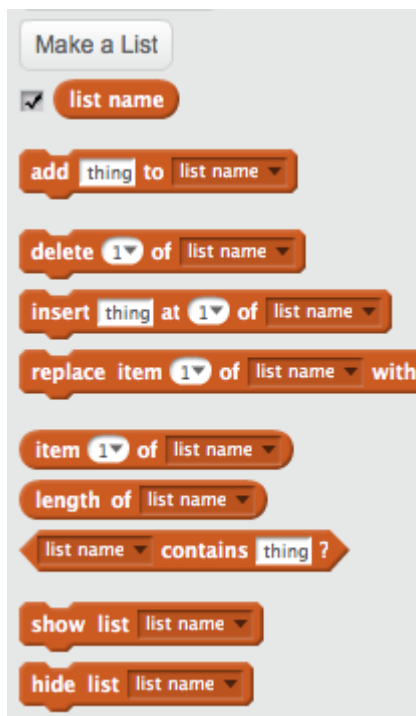 Make a List
list name
add thing to list name
delete 1 of list name
insert thing at 1 of list name
replace item 1 of list name with
item 1 of list name
length of list name
list name contains thing ?
show list list name
hide list list name